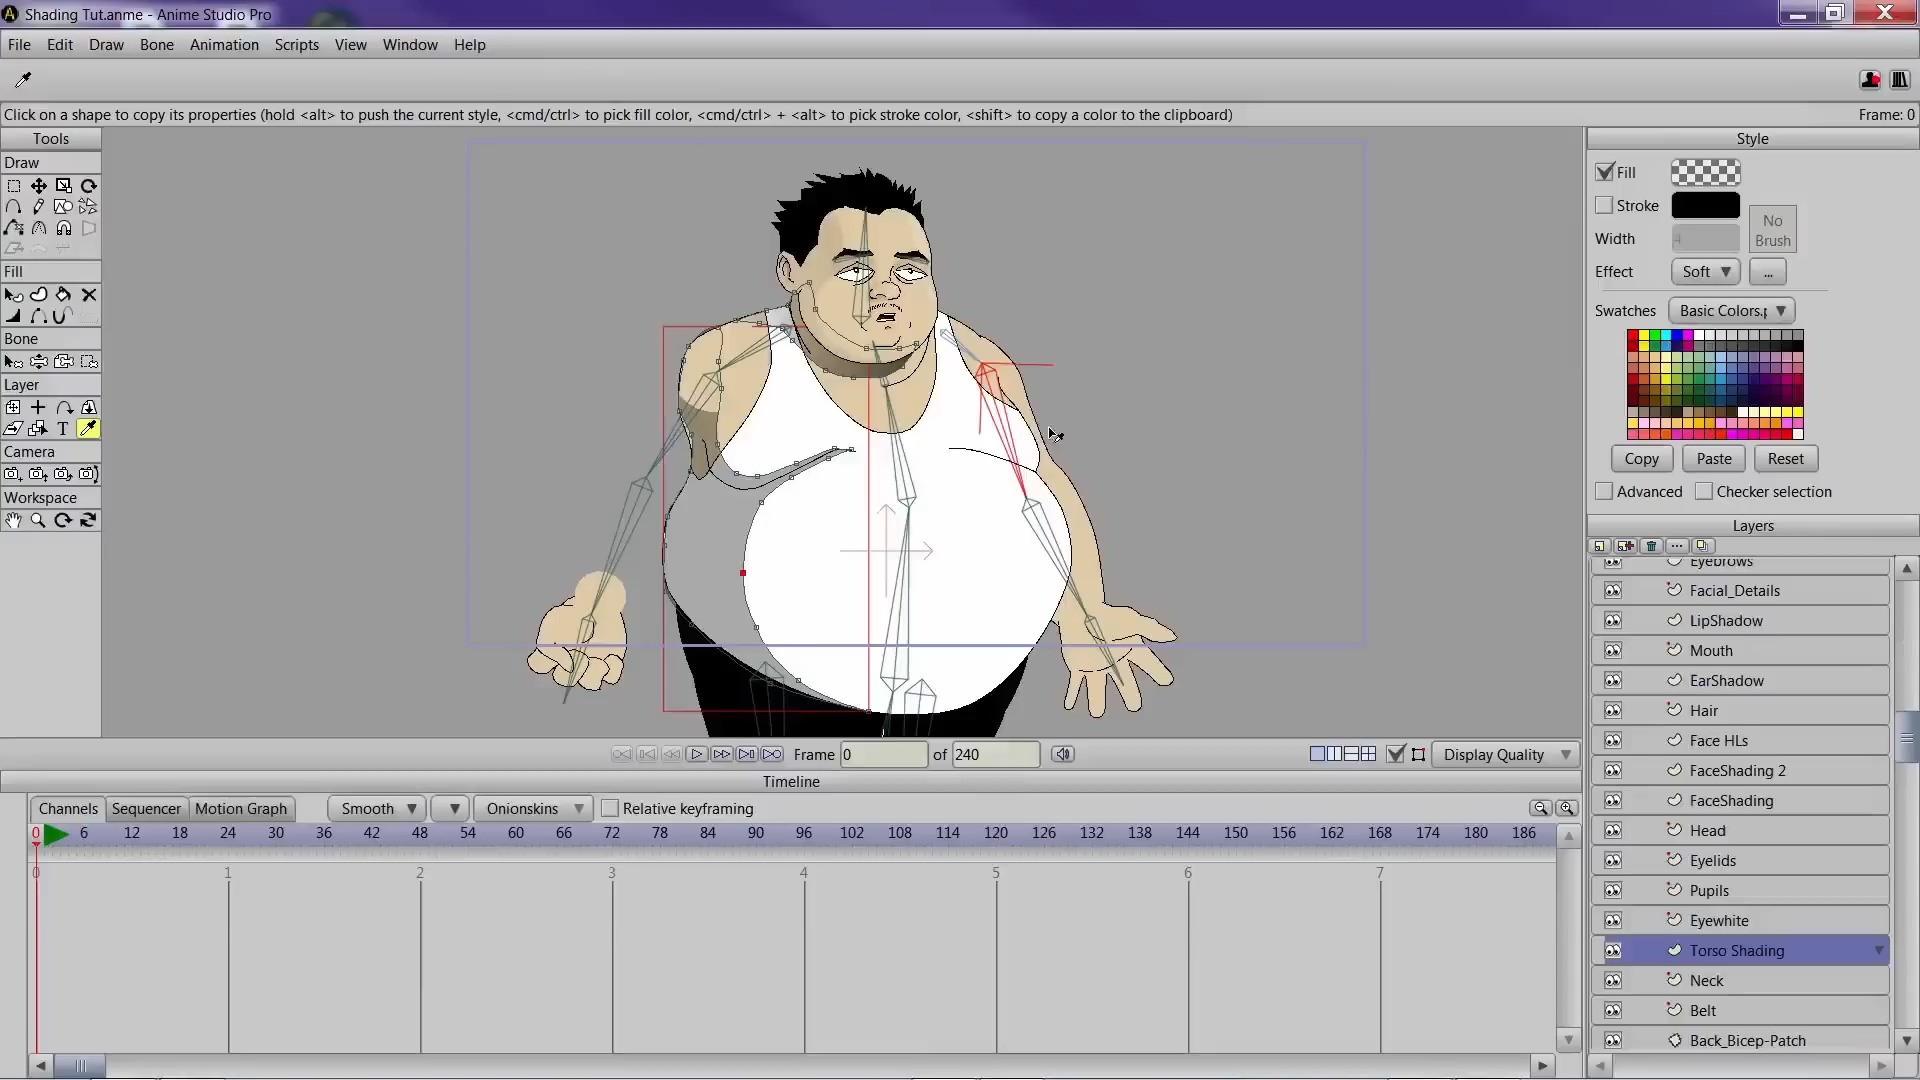 Shading Tut.anme - Anime Studio Pro
File Edit Draw Bone Animation Scripts View Window Help
Click on a shape to copy its properties (hold <alt> to push the current style, <cmd/ctrl> to pick fill color, <cmd/ctrl> + <alt> to pick stroke color, <shift> to copy a color to the clipboard)
Frame: 0
Tools
Draw
Fill
Bone
Layer
T
Camera
Workspace
Style
Fill
Stroke
Width 4
No Brush
Effect Soft ...
Swatches Basic Colors.p
Copy Paste Reset
Advanced Checker selection
Layers
Eyebrows
Facial_Details
LipShadow
Mouth
EarShadow
Hair
Face HLs
FaceShading 2
FaceShading
Head
Eyelids
Pupils
Eyewhite
Torso Shading
Neck
Belt
Back_Bicep-Patch
Frame 0 of 240
Display Quality
Timeline
Channels Sequencer Motion Graph Smooth Onionskins Relative keyframing
0 6 12 18 24 30 36 42 48 54 60 66 72 78 84 90 96 102 108 114 120 126 132 138 144 150 156 162 168 174 180 186
0 1 2 3 4 5 6 7